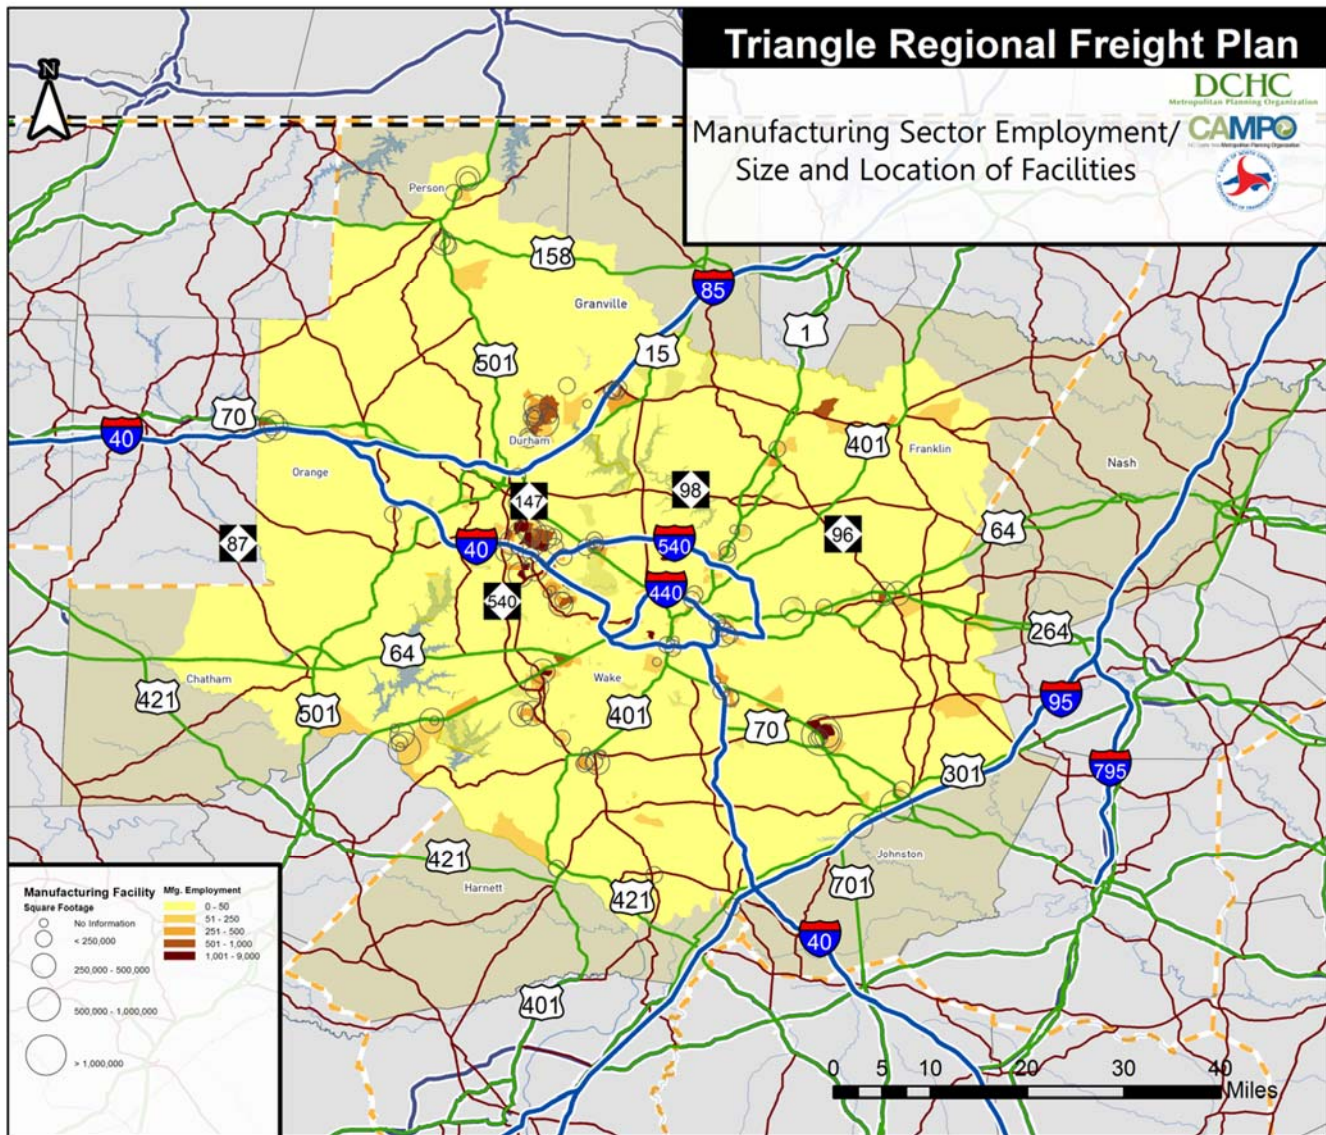 N
Triangle Regional Freight Plan
DCHC
Metropolitan Planning Organization
CAMPO
Manufacturing Sector Employment/
Size and Location of Facilities
Person
158
85
Granville
1
501
15
70
40
Durham
401
Franklin
Orange
Nash
98
147
64
87
40
540
96
440
540
264
64
Chatham
Wake
421
501
401
95
70
301
795
421
Johnston
Harnett
421
701
40
401
Manufacturing Facility
Square Footage
No Information
< 250,000
250,000 - 500,000
500,000 - 1,000,000
> 1,000,000
Mfg. Employment
0 - 50
51 - 250
251 - 500
501 - 1,000
1,001 - 9,000
0 5 10 20 30 40
Miles